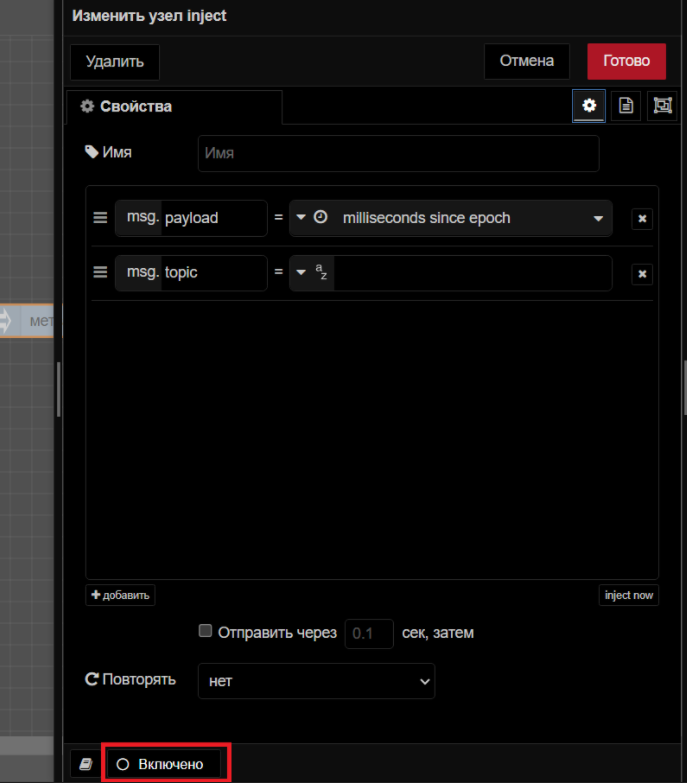 Изменить узел inject
Удалить
Отмена
Готово
Свойства
Имя
Имя
msg. payload = milliseconds since epoch
msg. topic = a z
добавить
inject now
мет
Отправить через 0.1 сек, затем
Повторять нет
Включено